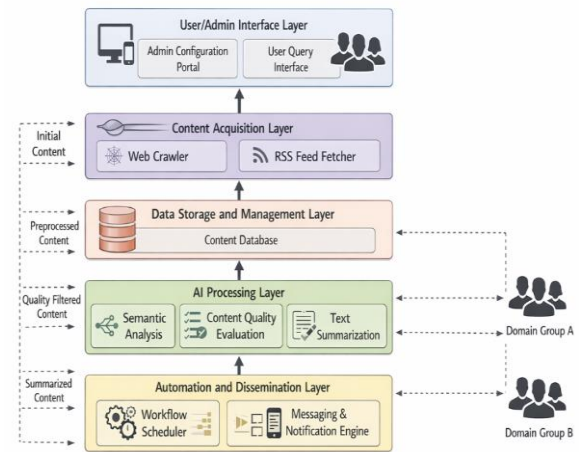 User/Admin Interface Layer
Admin Configuration
Portal
User Query
Interface
Initial
Content
Content Acquisition Layer
Web Crawler
RSS Feed Fetcher
Preprocessed
Content
Data Storage and Management Layer
Content Database
Quality Filtered
Content
AI Processing Layer
Semantic
Analysis
Content Quality
Evaluation
Text
Summarization
Domain Group A
Summarized
Content
Automation and Dissemination Layer
Workflow
Scheduler
Messaging &
Notification Engine
Domain Group B